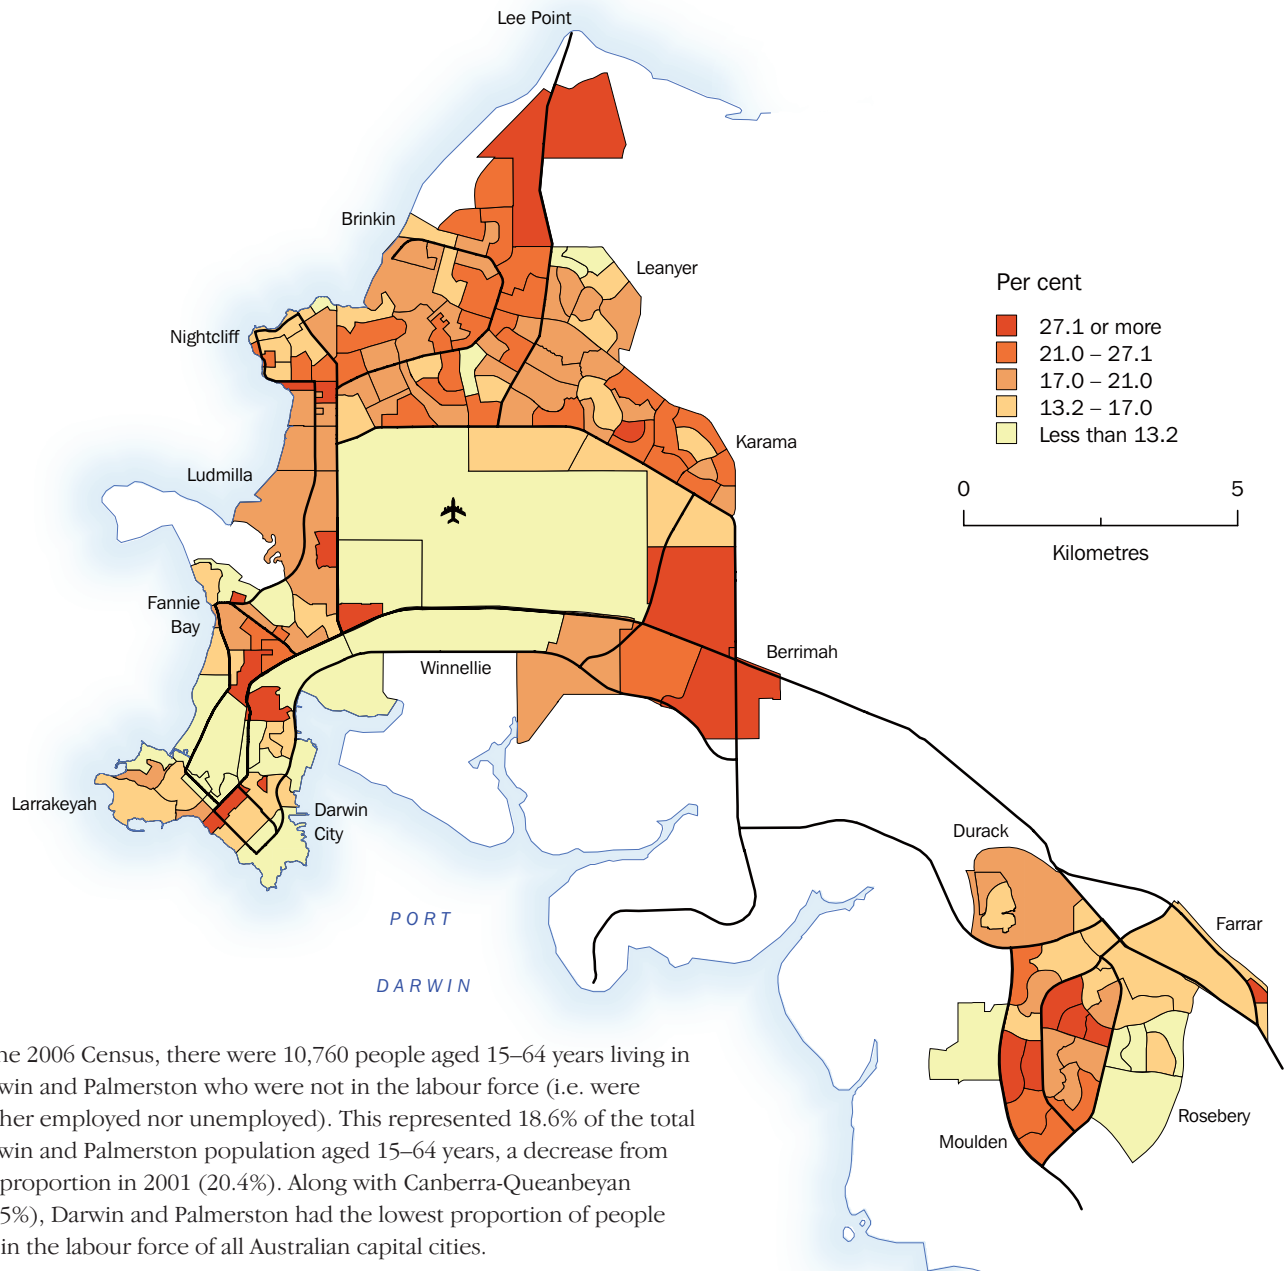 Lee Point
Brinkin
Leanyer
Nightcliff
Karama
Ludmilla
Fannie
Bay
Winnellie
Berrimah
Larrakeyah
Darwin
City
Durack
Farrar
Rosebery
Moulden
PORT
DARWIN
Per cent
27.1 or more
21.0 – 27.1
17.0 – 21.0
13.2 – 17.0
Less than 13.2
0 5
Kilometres
he 2006 Census, there were 10,760 people aged 15–64 years living in
win and Palmerston who were not in the labour force (i.e. were
her employed nor unemployed). This represented 18.6% of the total
win and Palmerston population aged 15–64 years, a decrease from
proportion in 2001 (20.4%). Along with Canberra-Queanbeyan
5%), Darwin and Palmerston had the lowest proportion of people
in the labour force of all Australian capital cities.